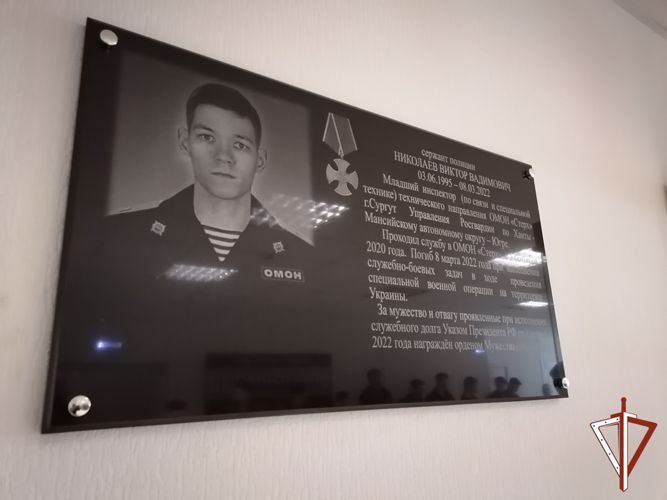 ОМОН
сержант полиции
НИКОЛАЕВ ВИКТОР ВАДИМОВИЧ
03.06.1995 – 08.03.2022
Младший инспектор (по связи и специальной
технике) технического направления ОМОН «Стерх»
г.Сургут Управления Росгвардии по Ханты-
Мансийскому автономному округу – Югре.
Проходил службу в ОМОН «Стерх»
2020 года. Погиб 8 марта 2022 года при
служебно-боевых задач в ходе проведения
специальной военной операции на территории
Украины.
За мужество и отвагу проявленные при
служебного долга Указом Президента РФ от
2022 года награждён орденом Мужества